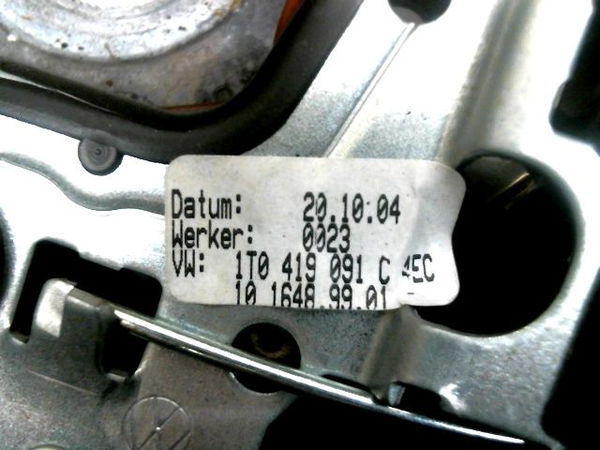 Datum: 20.10.04
Werker: 0023
VW: 1T0 419 091 C 4EC
10 1648.99.01 -